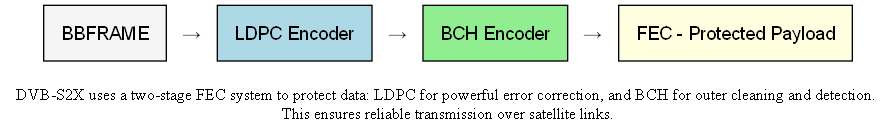 BBFRAME → LDPC Encoder → BCH Encoder → FEC - Protected Payload
DVB-S2X uses a two-stage FEC system to protect data: LDPC for powerful error correction, and BCH for outer cleaning and detection.
This ensures reliable transmission over satellite links.